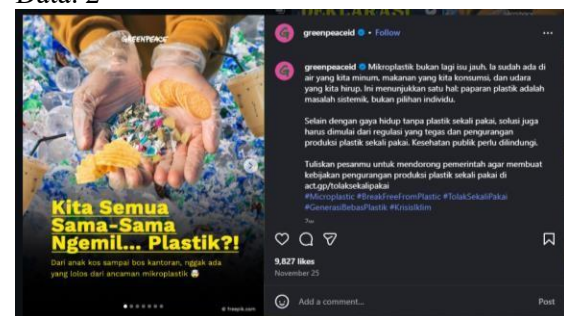 Data: 2
GREENPEACE
Kita Semua
Sama-Sama
Ngemil... Plastik?!
Dari anak kos sampai bos kantoran, nggak ada
yang lolos dari ancaman mikroplastik
© freepik.com
greenpeaceid • Follow
greenpeaceid Mikroplastik bukan lagi isu jauh. Ia sudah ada di
air yang kita minum, makanan yang kita konsumsi, dan udara
yang kita hirup. Ini menunjukkan satu hal: paparan plastik adalah
masalah sistemik, bukan pilihan individu.
Selain dengan gaya hidup tanpa plastik sekali pakai, solusi juga
harus dimulai dari regulasi yang tegas dan pengurangan
produksi plastik sekali pakai. Kesehatan publik perlu dilindungi.
Tuliskan pesanmu untuk mendorong pemerintah agar membuat
kebijakan pengurangan produksi plastik sekali pakai di
act.gp/tolaksekalipakai
#Microplastic #BreakFreeFromPlastic #TolakSekaliPakai
#GenerasiBebasPlastik #KrisisIklim
9,827 likes
November 25
Add a comment...
Post